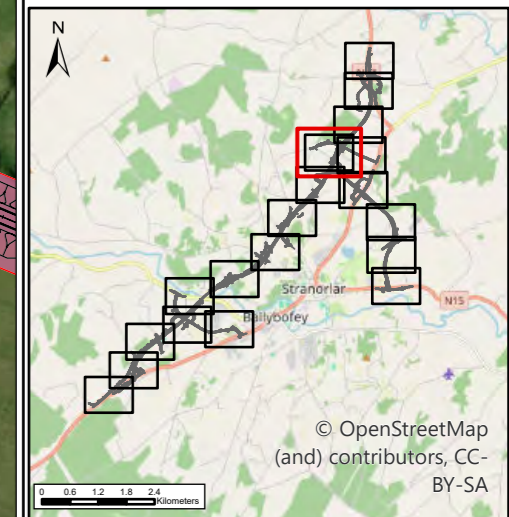 N
N13
Stranorlar
N15
Ballybofey
© OpenStreetMap
(and) contributors, CC-
BY-SA
0 0.6 1.2 1.8 2.4
Kilometers